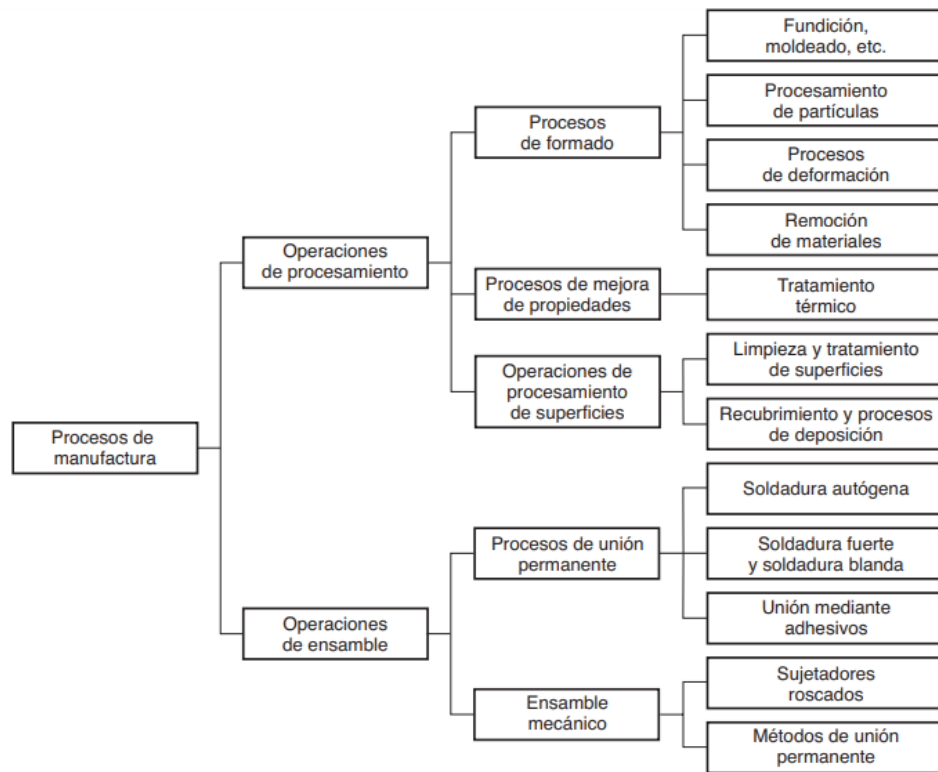 Fundición,
moldeado, etc.
Procesamiento
de partículas
Procesos
de formado
Procesos
de deformación
Remoción
de materiales
Operaciones
de procesamiento
Procesos de mejora
de propiedades
Tratamiento
térmico
Limpieza y tratamiento
de superficies
Operaciones de
procesamiento
de superficies
Recubrimiento y procesos
de deposición
Procesos de
manufactura
Soldadura autógena
Procesos de unión
permanente
Soldadura fuerte
y soldadura blanda
Unión mediante
adhesivos
Operaciones
de ensamble
Sujetadores
roscados
Ensamble
mecánico
Métodos de unión
permanente